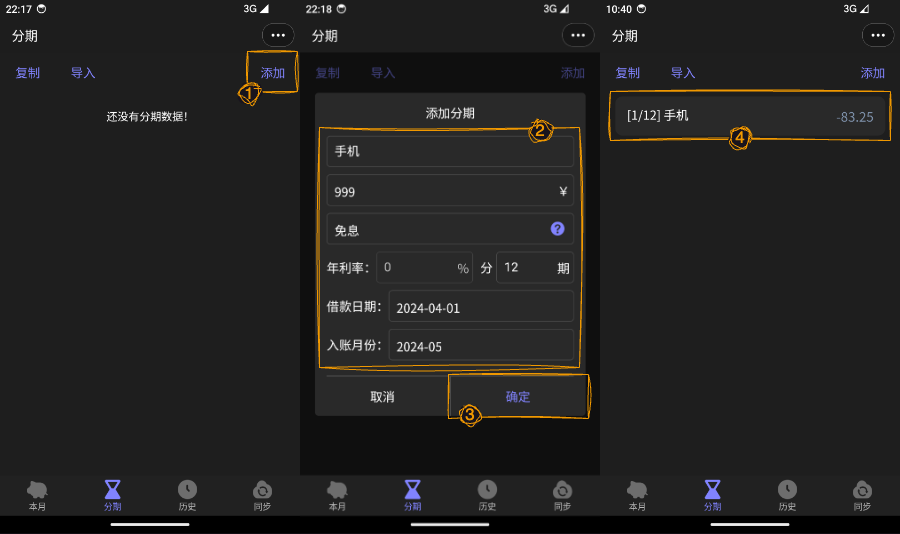 22:17
3G
分期
复制
导入
添加
①
还没有分期数据!
本月
分期
历史
同步
22:18
3G
分期
复制
导入
添加
添加分期
②
手机
999 ¥
免息 ?
年利率: 0 % 分 12 期
借款日期: 2024-04-01
入账月份: 2024-05
取消
确定
③
本月
分期
历史
同步
10:40
3G
分期
复制
导入
添加
[1/12] 手机 -83.25
④
本月
分期
历史
同步